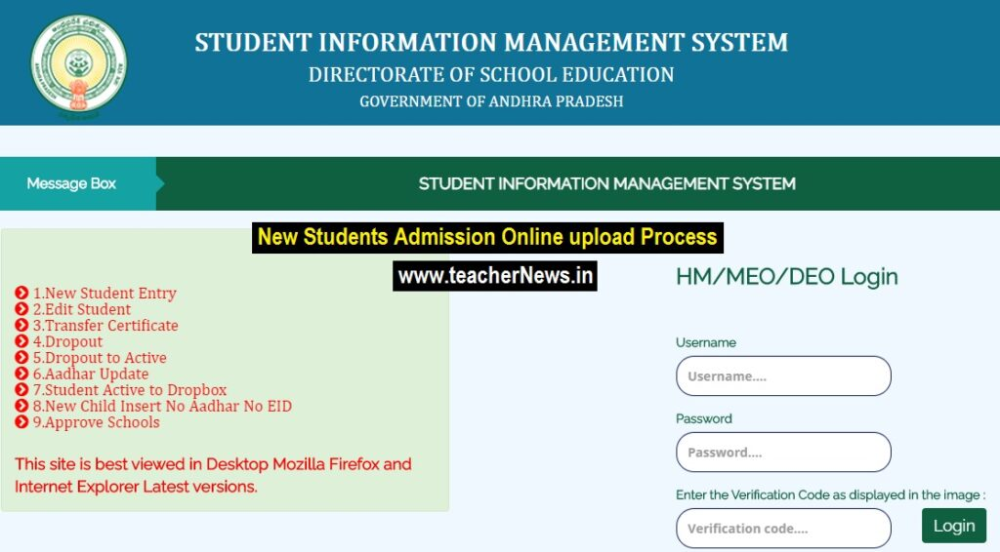 STUDENT INFORMATION MANAGEMENT SYSTEM
DIRECTORATE OF SCHOOL EDUCATION
GOVERNMENT OF ANDHRA PRADESH
Message Box
STUDENT INFORMATION MANAGEMENT SYSTEM
New Students Admission Online upload Process
www.teacherNews.in
1.New Student Entry
2.Edit Student
3.Transfer Certificate
4.Dropout
5.Dropout to Active
6.Aadhar Update
7.Student Active to Dropbox
8.New Child Insert No Aadhar No EID
9.Approve Schools
This site is best viewed in Desktop Mozilla Firefox and
Internet Explorer Latest versions.
HM/MEO/DEO Login
Username
Username....
Password
Password....
Enter the Verification Code as displayed in the image :
Verification code....
Login